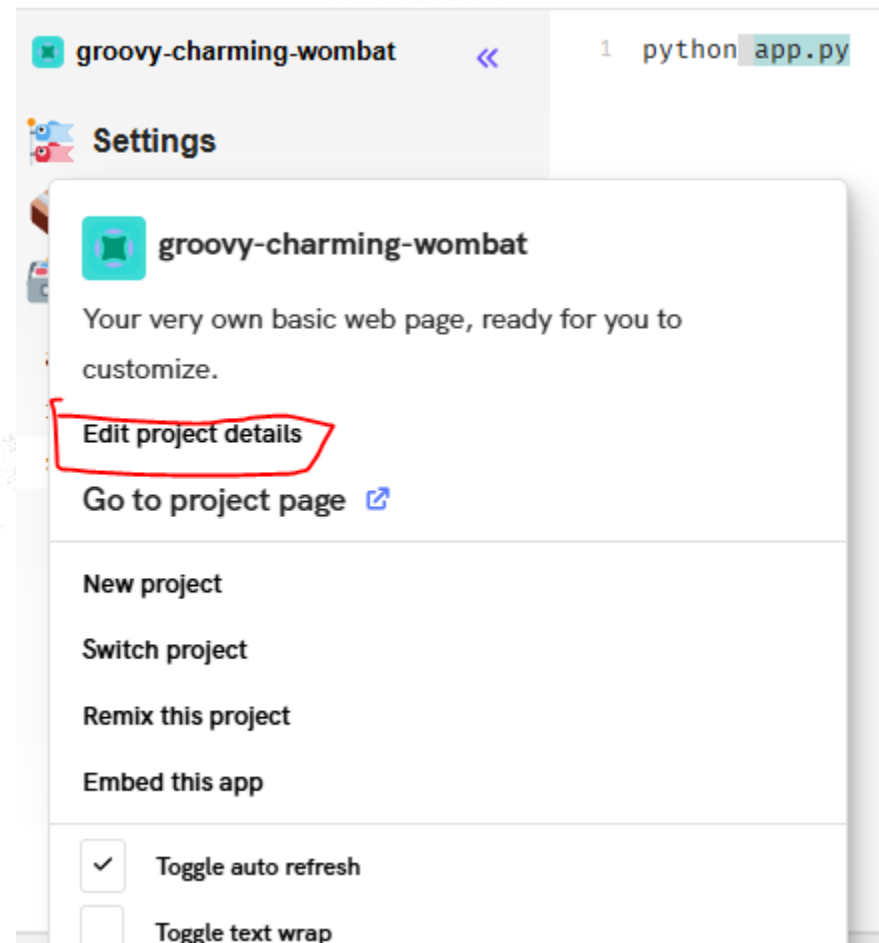 groovy-charming-wombat
1 python app.py
Settings
groovy-charming-wombat
Your very own basic web page, ready for you to
customize.
Edit project details
Go to project page
New project
Switch project
Remix this project
Embed this app
Toggle auto refresh
Toggle text wrap